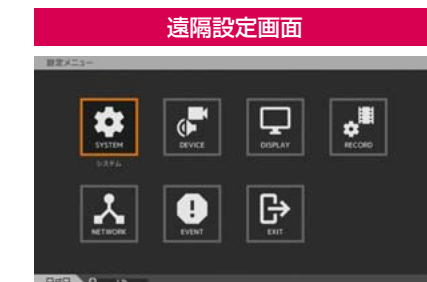 遠隔設定画面
設定メニュー
SYSTEM
DEVICE
DISPLAY
RECORD
システム
NETWORK
EVENT
EXIT